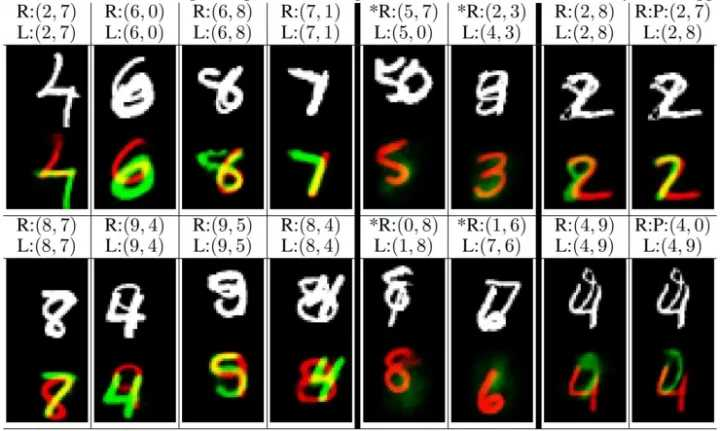 R:(2, 7) R:(6, 0) R:(6, 8) R:(7, 1) *R:(5, 7) *R:(2, 3) R:(2, 8) R:P:(2, 7)
L:(2, 7) L:(6, 0) L:(6, 8) L:(7, 1) L:(5, 0) L:(4, 3) L:(2, 8) L:(2, 8)
R:(8, 7) R:(9, 4) R:(9, 5) R:(8, 4) *R:(0, 8) *R:(1, 6) R:(4, 9) R:P:(4, 0)
L:(8, 7) L:(9, 4) L:(9, 5) L:(8, 4) L:(1, 8) L:(7, 6) L:(4, 9) L:(4, 9)